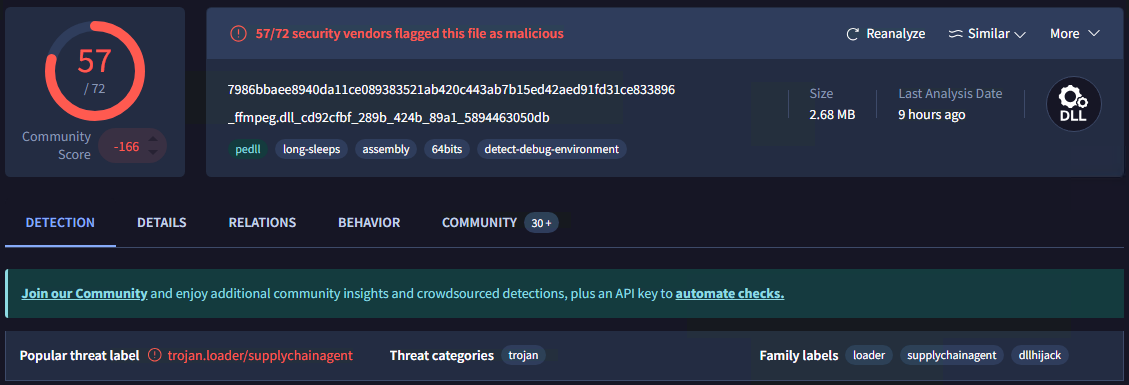 57
/ 72
Community
Score
-166
57/72 security vendors flagged this file as malicious
Reanalyze
Similar
More
7986bbaee8940da11ce089383521ab420c443ab7b15ed42aed91fd31ce833896
_ffmpeg.dll_cd92cfbf_289b_424b_89a1_5894463050db
pedll long-sleeps assembly 64bits detect-debug-environment
Size
2.68 MB
Last Analysis Date
9 hours ago
DLL
DETECTION DETAILS RELATIONS BEHAVIOR COMMUNITY 30 +
Join our Community and enjoy additional community insights and crowdsourced detections, plus an API key to automate checks.
Popular threat label trojan.loader/supplychainagent Threat categories trojan Family labels loader supplychainagent dllhijack